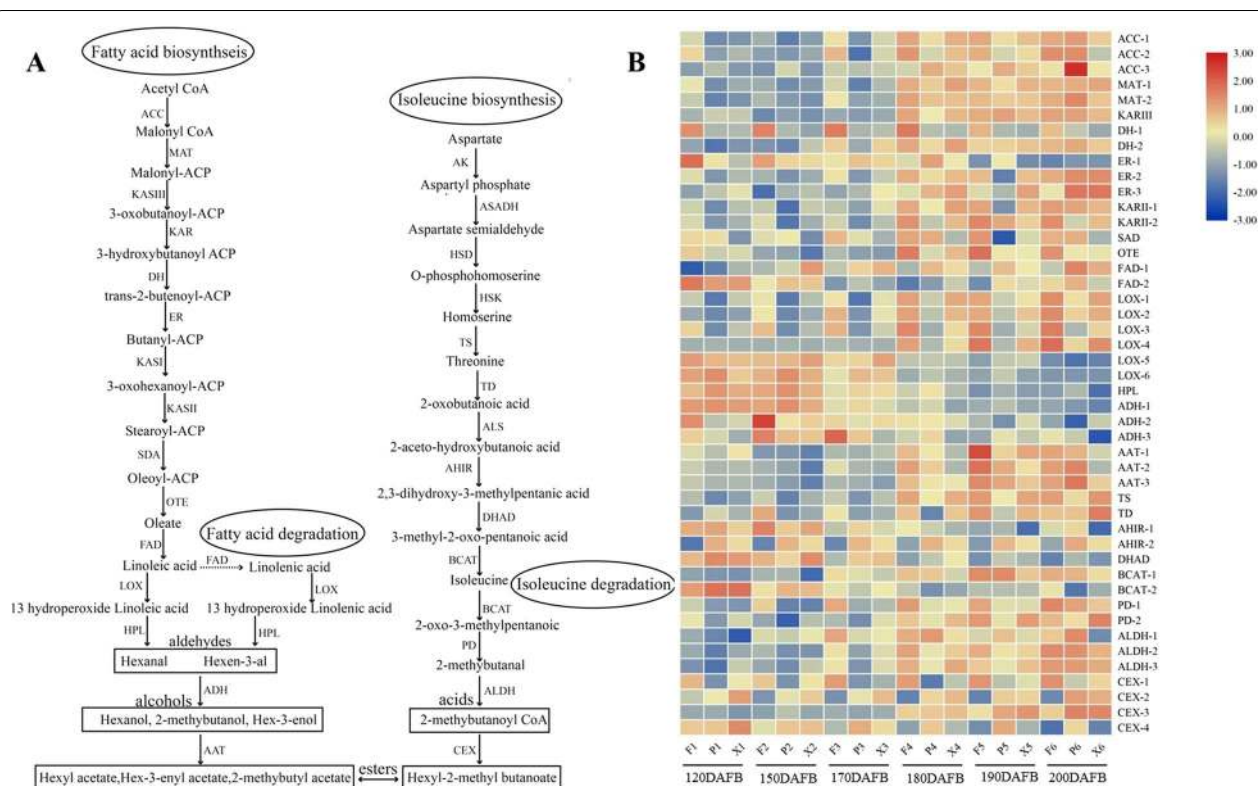 A
Fatty acid biosynthseis
Acetyl CoA
ACC
Malonyl CoA
MAT
Malonyl-ACP
KASIII
3-oxobutanoyl-ACP
KAR
3-hydroxybutanoyl ACP
DH
trans-2-butenoyl-ACP
ER
Butanyl-ACP
KASI
3-oxohexanoyl-ACP
KASII
Stearoyl-ACP
SDA
Oleoyl-ACP
OTE
Oleate
FAD
Fatty acid degradation
Linoleic acid
FAD
Linolenic acid
LOX
LOX
13 hydroperoxide Linoleic acid
13 hydroperoxide Linolenic acid
HPL
HPL
aldehydes
Hexanal
Hexen-3-al
ADH
alcohols
Hexanol, 2-methybutanol, Hex-3-enol
AAT
Hexyl acetate,Hex-3-enyl acetate,2-methybutyl acetate
esters
Isoleucine biosynthesis
Aspartate
AK
Aspartyl phosphate
ASADH
Aspartate semialdehyde
HSD
O-phosphohomoserine
HSK
Homoserine
TS
Threonine
TD
2-oxobutanoic acid
ALS
2-aceto-hydroxybutanoic acid
AHIR
2,3-dihydroxy-3-methylpentanic acid
DHAD
3-methyl-2-oxo-pentanoic acid
BCAT
Isoleucine
Isoleucine degradation
BCAT
2-oxo-3-methylpentanoic
PD
2-methybutanal
ALDH
acids
2-methybutanoyl CoA
CEX
Hexyl-2-methyl butanoate
B
ACC-1
ACC-2
ACC-3
MAT-1
MAT-2
KARIII
DH-1
DH-2
ER-1
ER-2
ER-3
KARII-1
KARII-2
SAD
OTE
FAD-1
FAD-2
LOX-1
LOX-2
LOX-3
LOX-4
LOX-5
LOX-6
HPL
ADH-1
ADH-2
ADH-3
AAT-1
AAT-2
AAT-3
TS
TD
AHIR-1
AHIR-2
DHAD
BCAT-1
BCAT-2
PD-1
PD-2
ALDH-1
ALDH-2
ALDH-3
CEX-1
CEX-2
CEX-3
CEX-4
F1 P1 X1 F2 P2 X2 F3 P3 X3 F4 P4 X4 F5 P5 X5 F6 P6 X6
120DAFB 150DAFB 170DAFB 180DAFB 190DAFB 200DAFB
3.00
2.00
1.00
0.00
-1.00
-2.00
-3.00